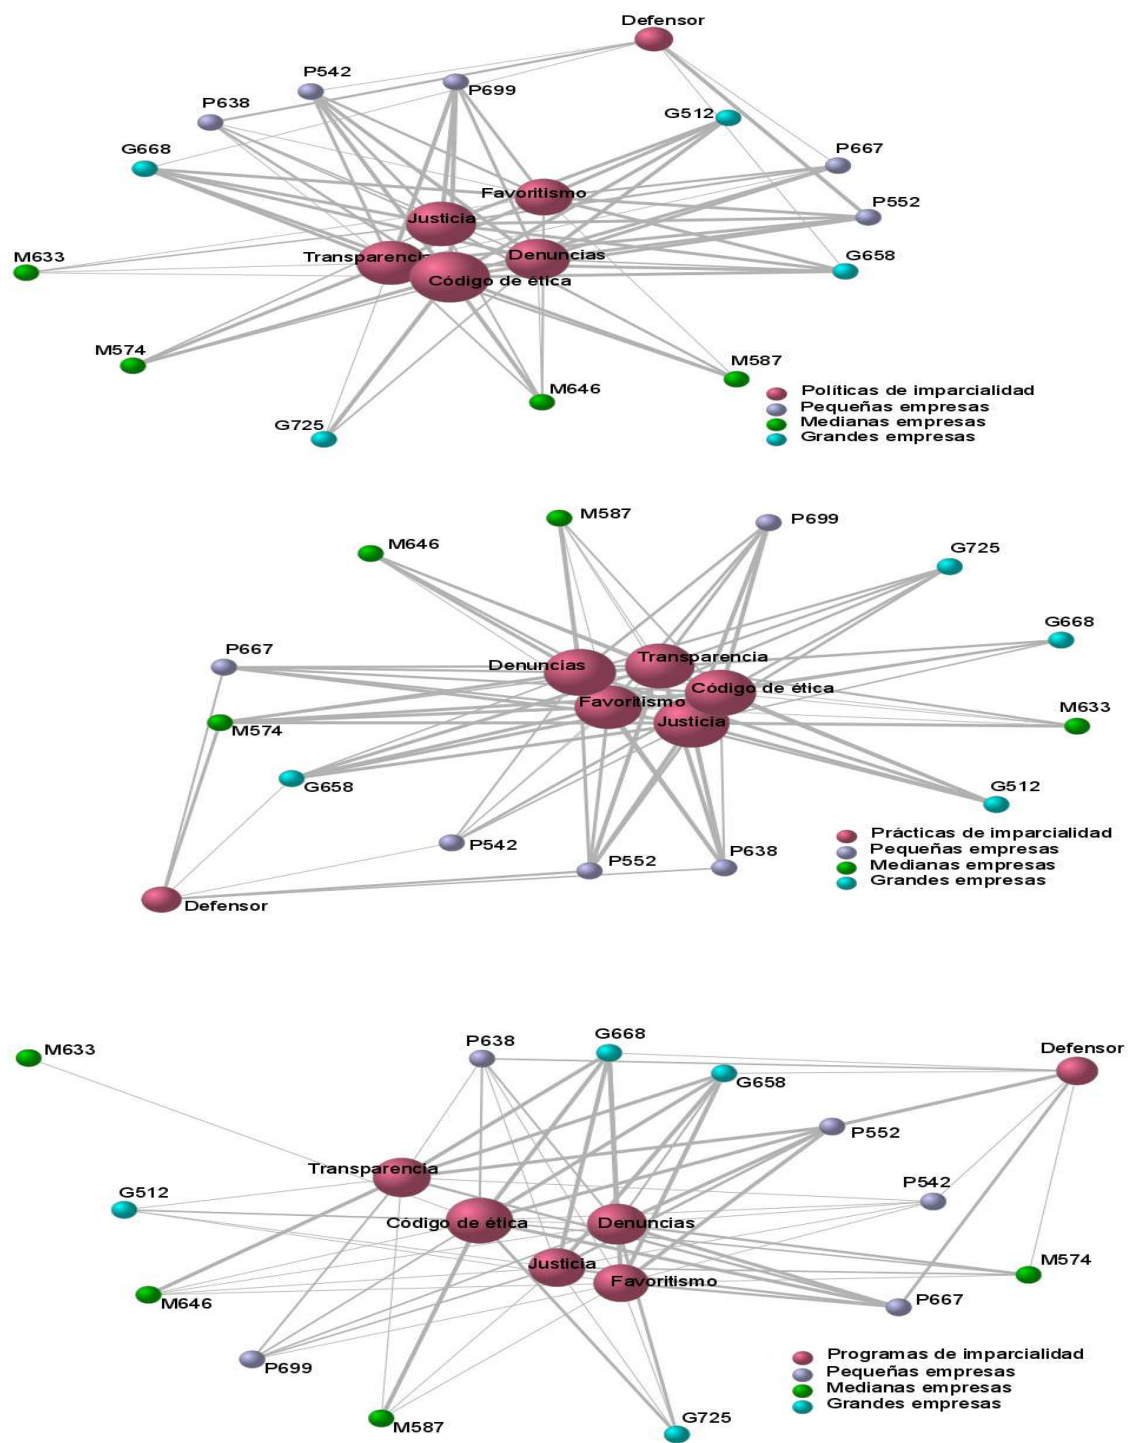 Defensor
P542
P699
P638
G512
G668
P667
Favoritismo
P552
Justicia
M633
Transparencia
Denuncias
G658
Código de ética
M574
M587
M646
G725
Políticas de imparcialidad
Pequeñas empresas
Medianas empresas
Grandes empresas
M587
P699
M646
G725
G668
P667
Denuncias
Transparencia
Código de ética
Favoritismo
M633
Justicia
M574
G658
G512
P542
P552
P638
Defensor
Prácticas de imparcialidad
Pequeñas empresas
Medianas empresas
Grandes empresas
M633
P638
G668
Defensor
G658
P552
Transparencia
P542
G512
Código de ética
Denuncias
Justicia
Favoritismo
M574
M646
P667
P699
M587
G725
Programas de imparcialidad
Pequeñas empresas
Medianas empresas
Grandes empresas